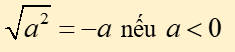 √a² = −a nếu a < 0